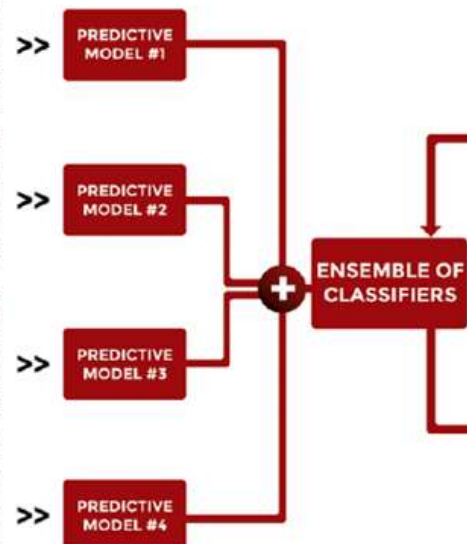 >> PREDICTIVE
MODEL #1
>> PREDICTIVE
MODEL #2
ENSEMBLE OF
CLASSIFIERS
>> PREDICTIVE
MODEL #3
>> PREDICTIVE
MODEL #4